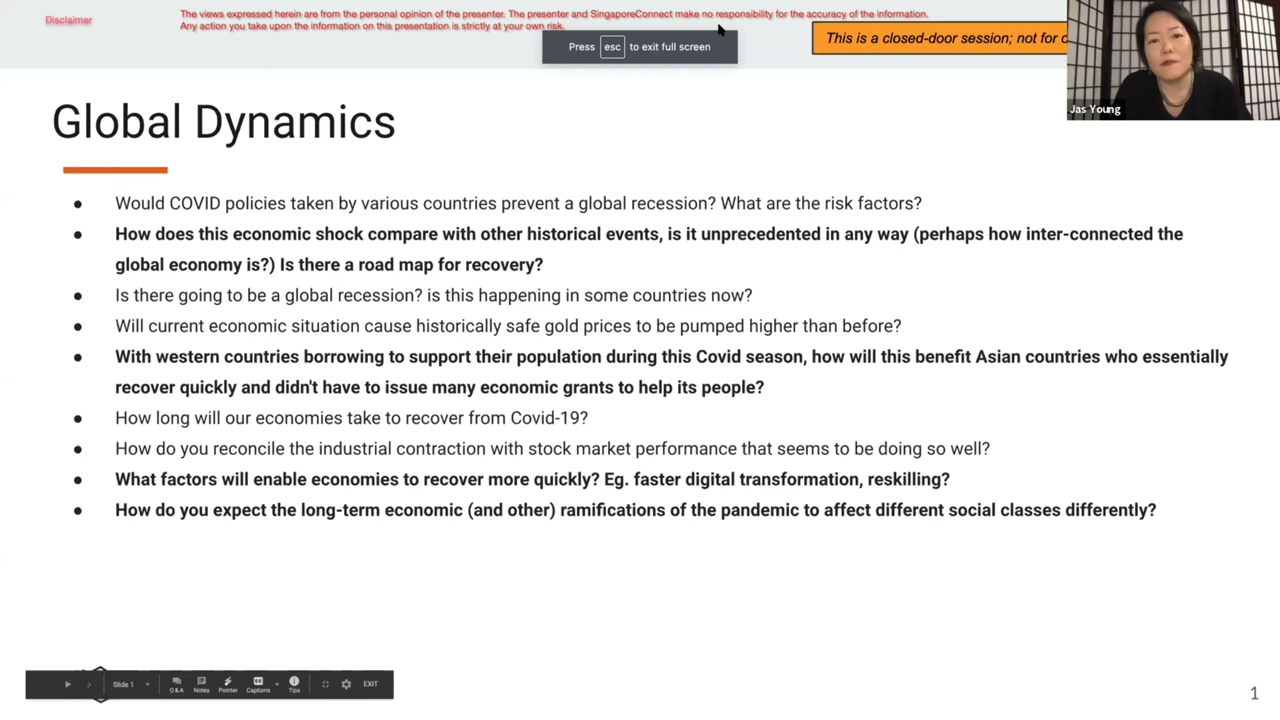 Disclaimer
The views expressed herein are from the personal opinion of the presenter. The presenter and SingaporeConnect make no responsibility for the accuracy of the information.
Any action you take upon the information on this presentation is strictly at your own risk.
Press esc to exit full screen
This is a closed-door session; not for
Jas Young
Global Dynamics
● Would COVID policies taken by various countries prevent a global recession? What are the risk factors?
● How does this economic shock compare with other historical events, is it unprecedented in any way (perhaps how inter-connected the
global economy is?) Is there a road map for recovery?
● Is there going to be a global recession? is this happening in some countries now?
● Will current economic situation cause historically safe gold prices to be pumped higher than before?
● With western countries borrowing to support their population during this Covid season, how will this benefit Asian countries who essentially
recover quickly and didn't have to issue many economic grants to help its people?
● How long will our economies take to recover from Covid-19?
● How do you reconcile the industrial contraction with stock market performance that seems to be doing so well?
● What factors will enable economies to recover more quickly? Eg. faster digital transformation, reskilling?
● How do you expect the long-term economic (and other) ramifications of the pandemic to affect different social classes differently?
Slide 1
Q&A
Notes
Pointer
Captions
Tips
EXIT
1